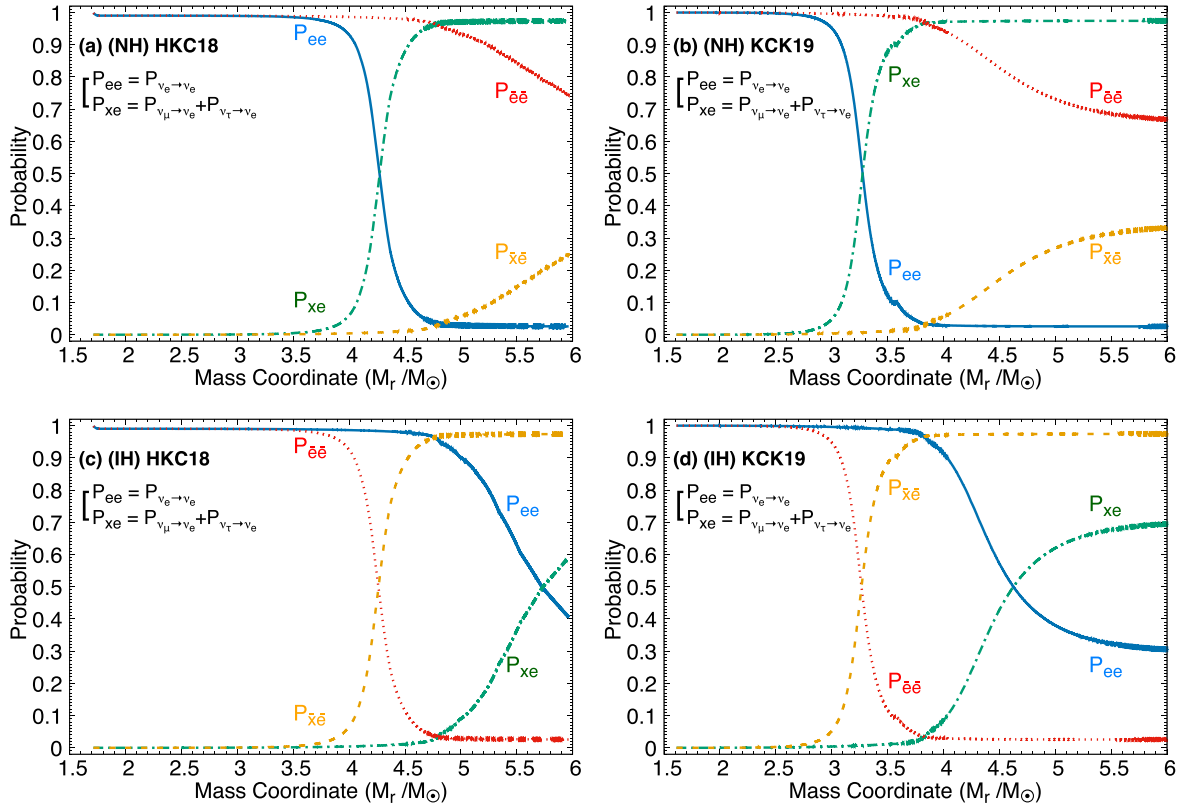 (a) (NH) HKC18
P_ee = P_νe→νe
P_xe = P_νμ→νe + P_ντ→νe
P_ee
P_ēē
P_xe
P_x̄ē
Probability
1
0.9
0.8
0.7
0.6
0.5
0.4
0.3
0.2
0.1
0
1.5 2 2.5 3 3.5 4 4.5 5 5.5 6
Mass Coordinate (M_r /M_☉)
(b) (NH) KCK19
P_ee = P_νe→νe
P_xe = P_νμ→νe + P_ντ→νe
P_xe
P_ēē
P_x̄ē
P_ee
Probability
1
0.9
0.8
0.7
0.6
0.5
0.4
0.3
0.2
0.1
0
1.5 2 2.5 3 3.5 4 4.5 5 5.5 6
Mass Coordinate (M_r /M_☉)
(c) (IH) HKC18
P_ee = P_νe→νe
P_xe = P_νμ→νe + P_ντ→νe
P_ēē
P_ee
P_xe
P_x̄ē
Probability
1
0.9
0.8
0.7
0.6
0.5
0.4
0.3
0.2
0.1
0
1.5 2 2.5 3 3.5 4 4.5 5 5.5 6
Mass Coordinate (M_r /M_☉)
(d) (IH) KCK19
P_ee = P_νe→νe
P_xe = P_νμ→νe + P_ντ→νe
P_x̄ē
P_xe
P_ee
P_ēē
Probability
1
0.9
0.8
0.7
0.6
0.5
0.4
0.3
0.2
0.1
0
1.5 2 2.5 3 3.5 4 4.5 5 5.5 6
Mass Coordinate (M_r /M_☉)